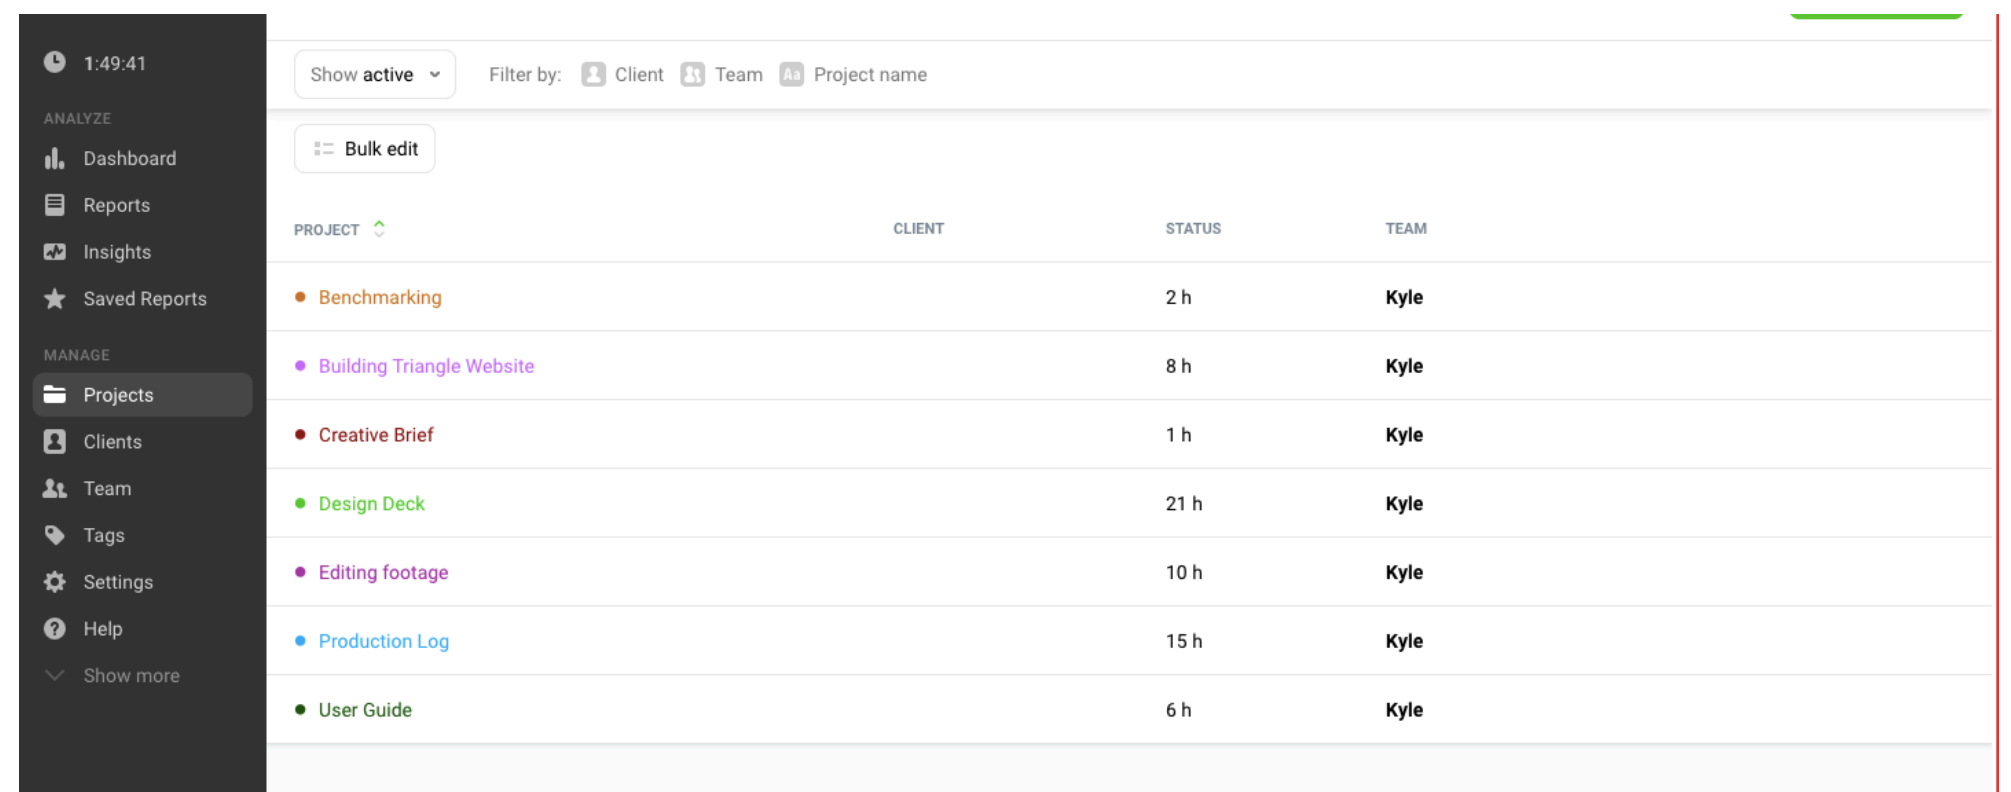 1:49:41
ANALYZE
Dashboard
Reports
Insights
Saved Reports
MANAGE
Projects
Clients
Team
Tags
Settings
Help
Show more
Show active Filter by: Client Team Aa Project name
Bulk edit
PROJECT CLIENT STATUS TEAM
Benchmarking 2 h Kyle
Building Triangle Website 8 h Kyle
Creative Brief 1 h Kyle
Design Deck 21 h Kyle
Editing footage 10 h Kyle
Production Log 15 h Kyle
User Guide 6 h Kyle